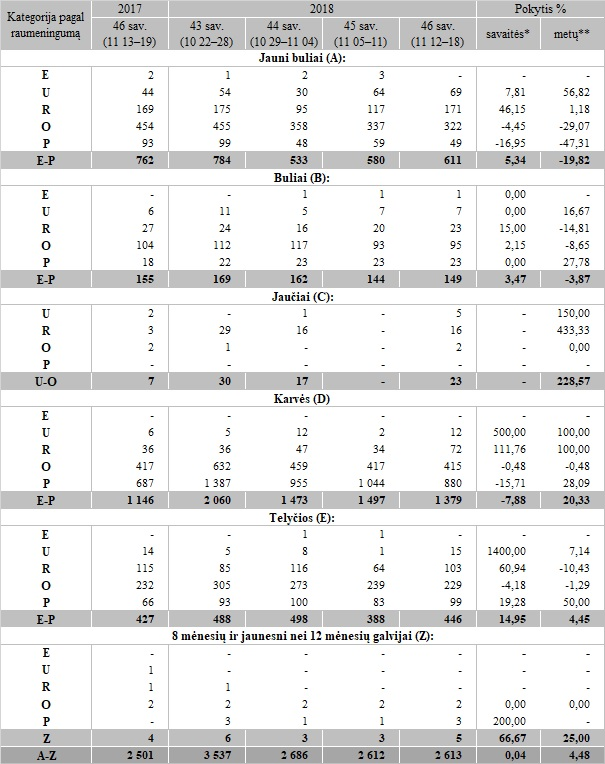 Kategorija pagal raumeningumą 2017 2018 Pokytis %
46 sav. (11 13–19) 43 sav. (10 22–28) 44 sav. (10 29–11 04) 45 sav. (11 05–11) 46 sav. (11 12–18) savaitės* metų**
Jauni buliai (A):
E 2 1 2 3 - - -
U 44 54 30 64 69 7,81 56,82
R 169 175 95 117 171 46,15 1,18
O 454 455 358 337 322 -4,45 -29,07
P 93 99 48 59 49 -16,95 -47,31
E-P 762 784 533 580 611 5,34 -19,82
Buliai (B):
E - - 1 1 1 0,00 -
U 6 11 5 7 7 0,00 16,67
R 27 24 16 20 23 15,00 -14,81
O 104 112 117 93 95 2,15 -8,65
P 18 22 23 23 23 0,00 27,78
E-P 155 169 162 144 149 3,47 -3,87
Jaučiai (C):
U 2 - 1 - 5 - 150,00
R 3 29 16 - 16 - 433,33
O 2 1 - - 2 - 0,00
P - - - - - - -
U-O 7 30 17 - 23 - 228,57
Karvės (D)
E - - - - - - -
U 6 5 12 2 12 500,00 100,00
R 36 36 47 34 72 111,76 100,00
O 417 632 459 417 415 -0,48 -0,48
P 687 1 387 955 1 044 880 -15,71 28,09
E-P 1 146 2 060 1 473 1 497 1 379 -7,88 20,33
Telyčios (E):
E - - 1 1 - - -
U 14 5 8 1 15 1400,00 7,14
R 115 85 116 64 103 60,94 -10,43
O 232 305 273 239 229 -4,18 -1,29
P 66 93 100 83 99 19,28 50,00
E-P 427 488 498 388 446 14,95 4,45
8 mėnesių ir jaunesni nei 12 mėnesių galvijai (Z):
E - - - - - - -
U 1 - - - - - -
R 1 1 - - - - -
O 2 2 2 2 2 0,00 0,00
P - 3 1 1 3 200,00 -
Z 4 6 3 3 5 66,67 25,00
A-Z 2 501 3 537 2 686 2 612 2 613 0,04 4,48